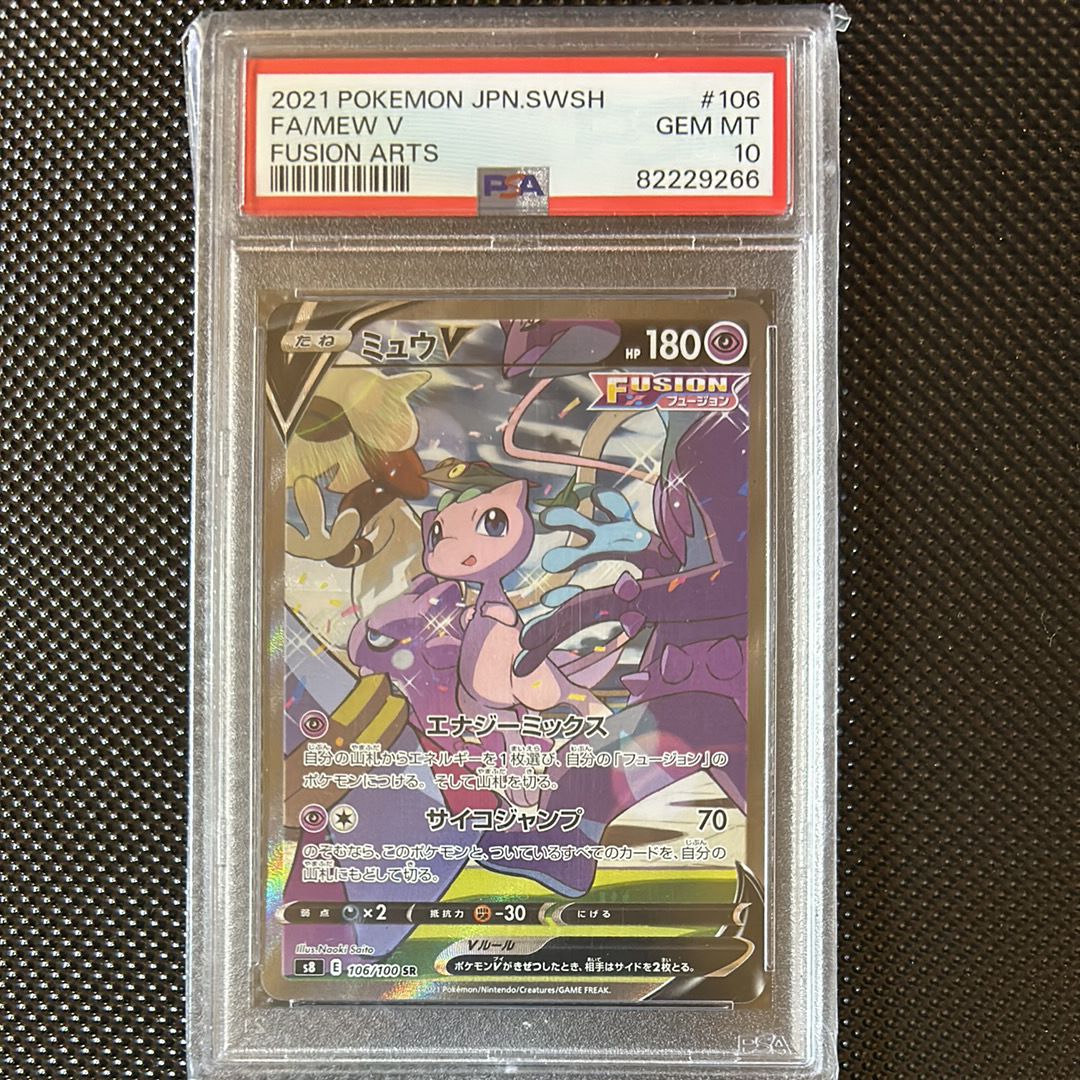 2021 POKEMON JPN.SWSH #106
FA/MEW V GEM MT
FUSION ARTS 10
PSA 82229266
たね ミュウV HP 180
FUSION
フュージョン
エナジーミックス
自分の山札からエネルギーを1枚選び、自分の「フュージョン」の
ポケモンにつける。そして山札を切る。
サイコジャンプ 70
のぞむなら、このポケモンと、ついているすべてのカードを、自分の
山札にもどして切る。
弱点 ×2 抵抗力 -30 にげる
Illus.Naoki Saito
Vルール
s8 E 106/100 SR ポケモンVがきぜつしたとき、相手はサイドを2枚とる。
©2021 Pokémon/Nintendo/Creatures/GAME FREAK.
PSA